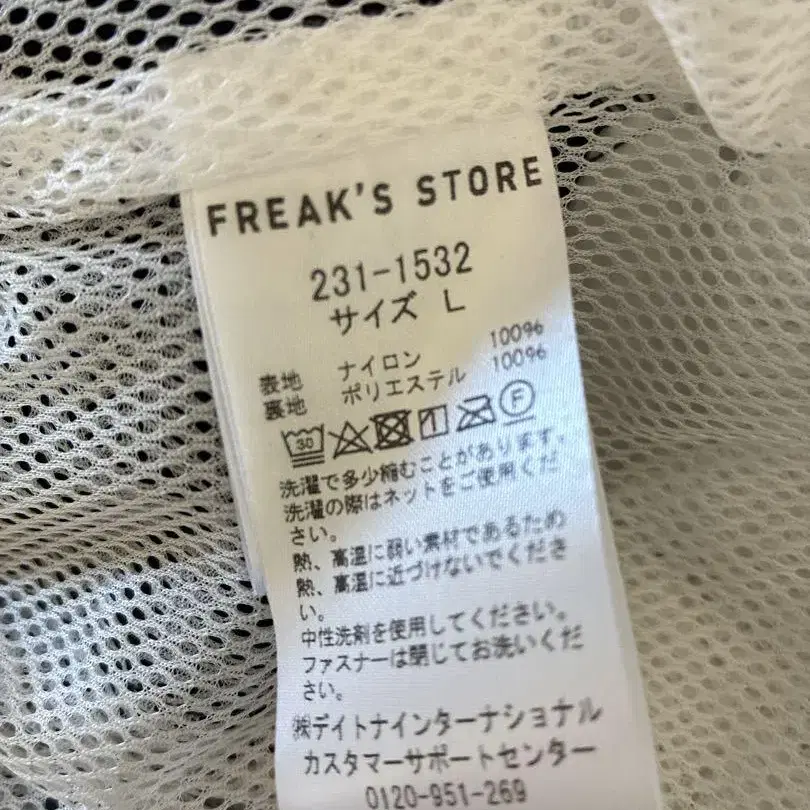 FREAK'S STORE
231-1532
サイズ L
表地 ナイロン 100%
裏地 ポリエステル 100%
30 F
洗濯で多少縮むことがあります。
洗濯の際はネットをご使用くだ
さい。
熱、高温に弱い素材であるため
熱、高温に近づけないでくださ
い。
中性洗剤を使用してください。
ファスナーは閉じてお洗いくだ
さい。
㈱デイトナインターナショナル
カスタマーサポートセンター
0120-951-269